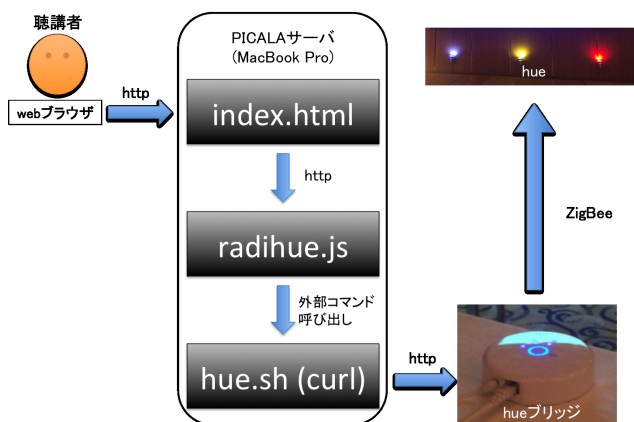 聴講者
webブラウザ
http
PICALAサーバ
(MacBook Pro)
index.html
http
radihue.js
外部コマンド
呼び出し
hue.sh (curl)
http
hueブリッジ
ZigBee
hue